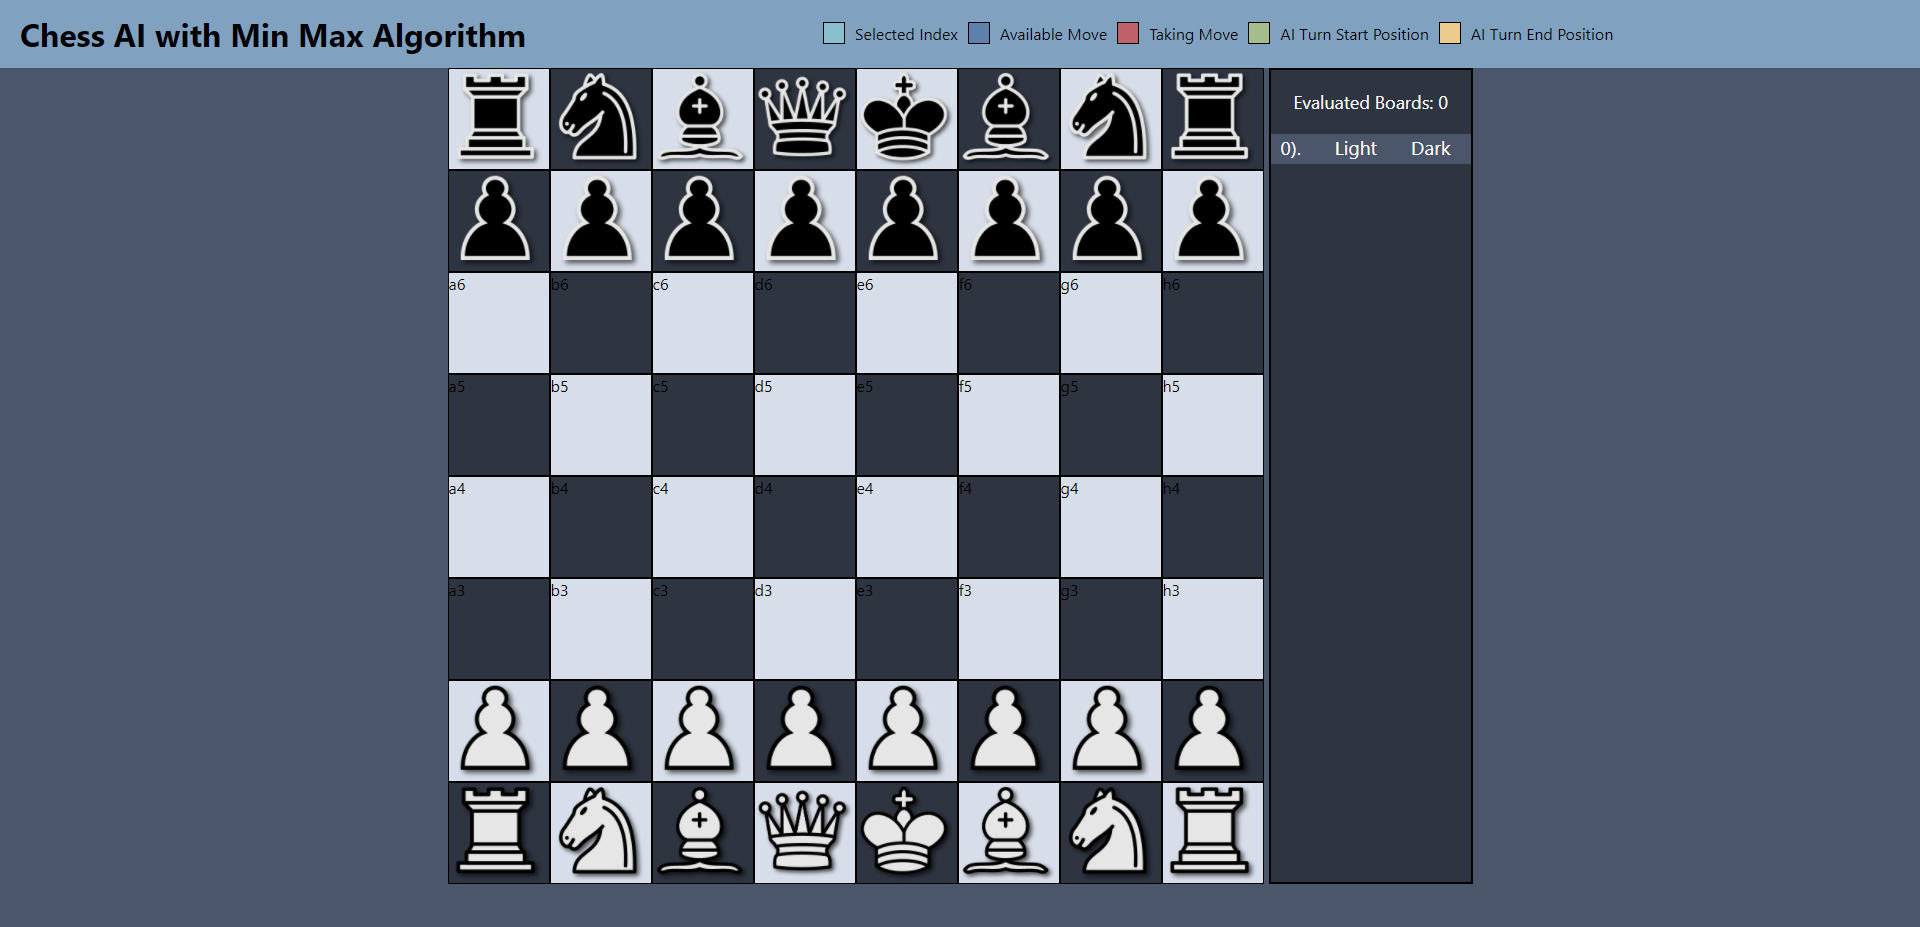 Chess AI with Min Max Algorithm
Selected Index Available Move Taking Move AI Turn Start Position AI Turn End Position
Evaluated Boards: 0
0). Light Dark
a6 b6 c6 d6 e6 f6 g6 h6
a5 b5 c5 d5 e5 f5 g5 h5
a4 b4 c4 d4 e4 f4 g4 h4
a3 b3 c3 d3 e3 f3 g3 h3